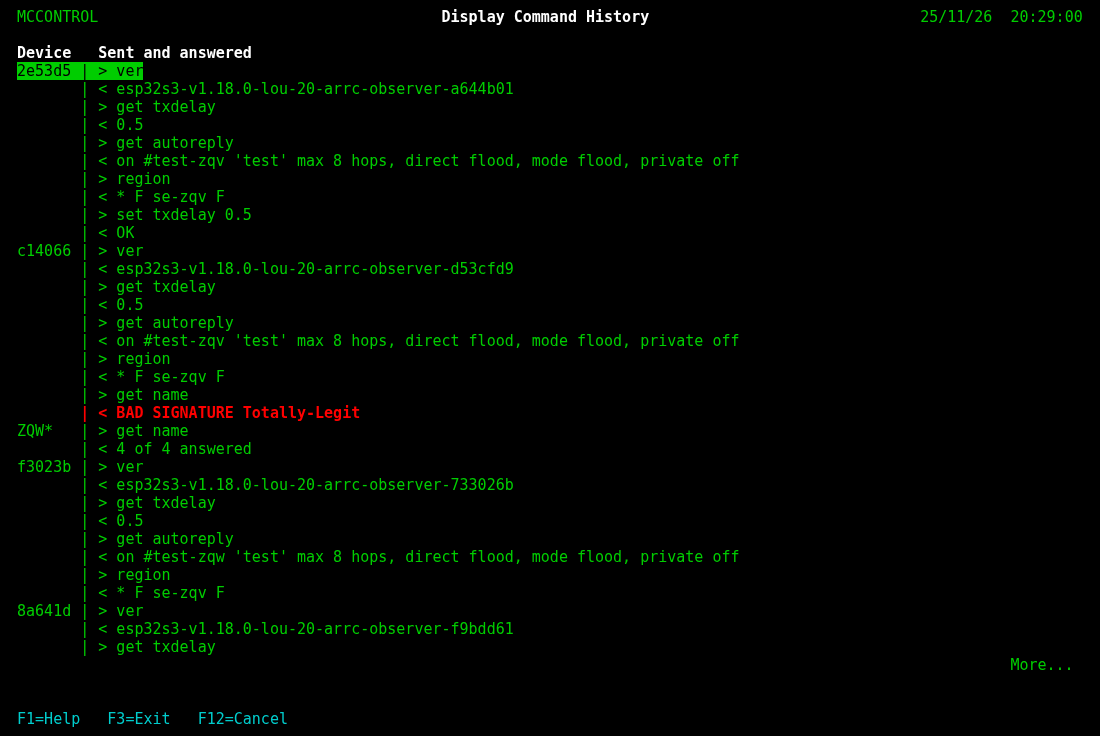 MCCONTROL Display Command History 25/11/26 20:29:00
Device Sent and answered
2e53d5 | > ver
| < esp32s3-v1.18.0-lou-20-arrc-observer-a644b01
| > get txdelay
| < 0.5
| > get autoreply
| < on #test-zqv 'test' max 8 hops, direct flood, mode flood, private off
| > region
| < * F se-zqv F
| > set txdelay 0.5
| < OK
c14066 | > ver
| < esp32s3-v1.18.0-lou-20-arrc-observer-d53cfd9
| > get txdelay
| < 0.5
| > get autoreply
| < on #test-zqv 'test' max 8 hops, direct flood, mode flood, private off
| > region
| < * F se-zqv F
| > get name
| < BAD SIGNATURE Totally-Legit
ZQW* | > get name
| < 4 of 4 answered
f3023b | > ver
| < esp32s3-v1.18.0-lou-20-arrc-observer-733026b
| > get txdelay
| < 0.5
| > get autoreply
| < on #test-zqw 'test' max 8 hops, direct flood, mode flood, private off
| > region
| < * F se-zqv F
8a641d | > ver
| < esp32s3-v1.18.0-lou-20-arrc-observer-f9bdd61
| > get txdelay
More...
F1=Help F3=Exit F12=Cancel